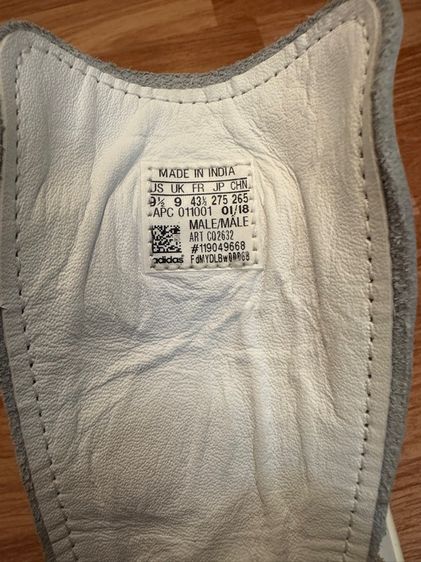 MADE IN INDIA
US UK FR JP CHN
9½ 9 43⅓ 275 265
APC 011001 01/18
MALE/MÂLE
ART CQ2632
#119049668
adidas